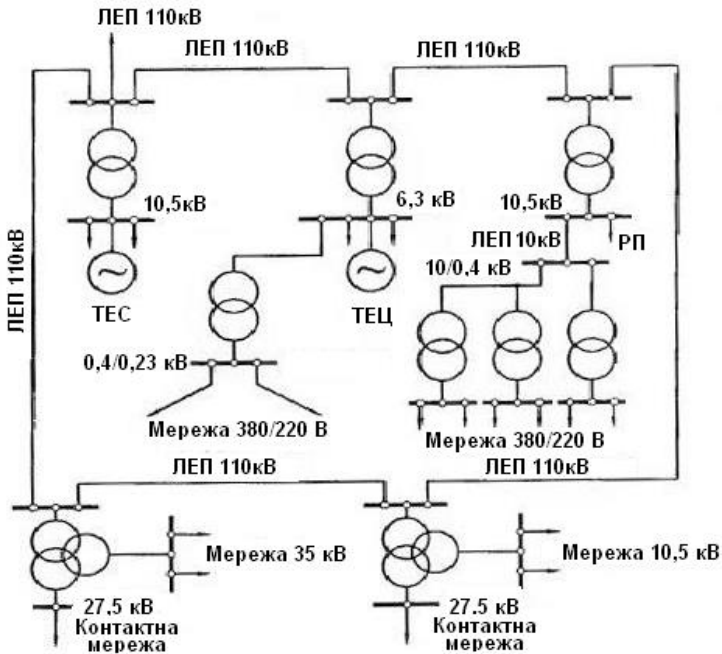 ЛЕП 110кВ
ЛЕП 110кВ
ЛЕП 110кВ
10,5кВ
6,3 кВ
10,5кВ
ЛЕП 10кВ
РП
10/0,4 кВ
ЛЕП 110кВ
ТЕС
ТЕЦ
0,4/0,23 кВ
Мережа 380/220 В
Мережа 380/220 В
ЛЕП 110кВ
ЛЕП 110кВ
Мережа 35 кВ
Мережа 10,5 кВ
27,5 кВ
Контактна
мережа
27.5 кВ
Контактна
мережа